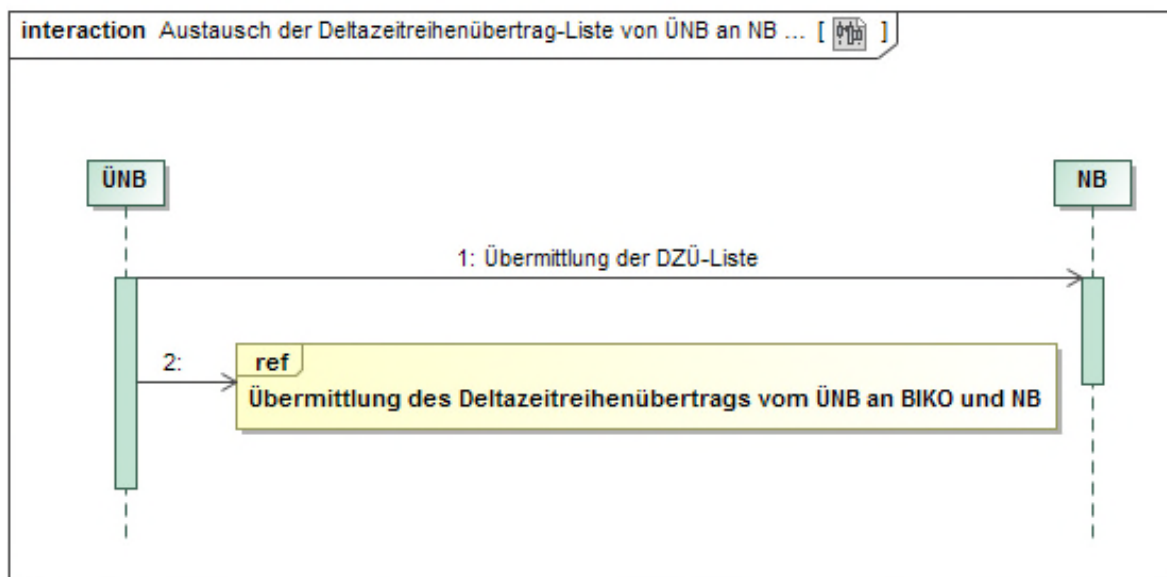 interaction Austausch der Deltazeitreihenübertrag-Liste von ÜNB an NB ... [ ]
ÜNB
NB
1: Übermittlung der DZÜ-Liste
2:
ref
Übermittlung des Deltazeitreihenübertrags vom ÜNB an BIKO und NB